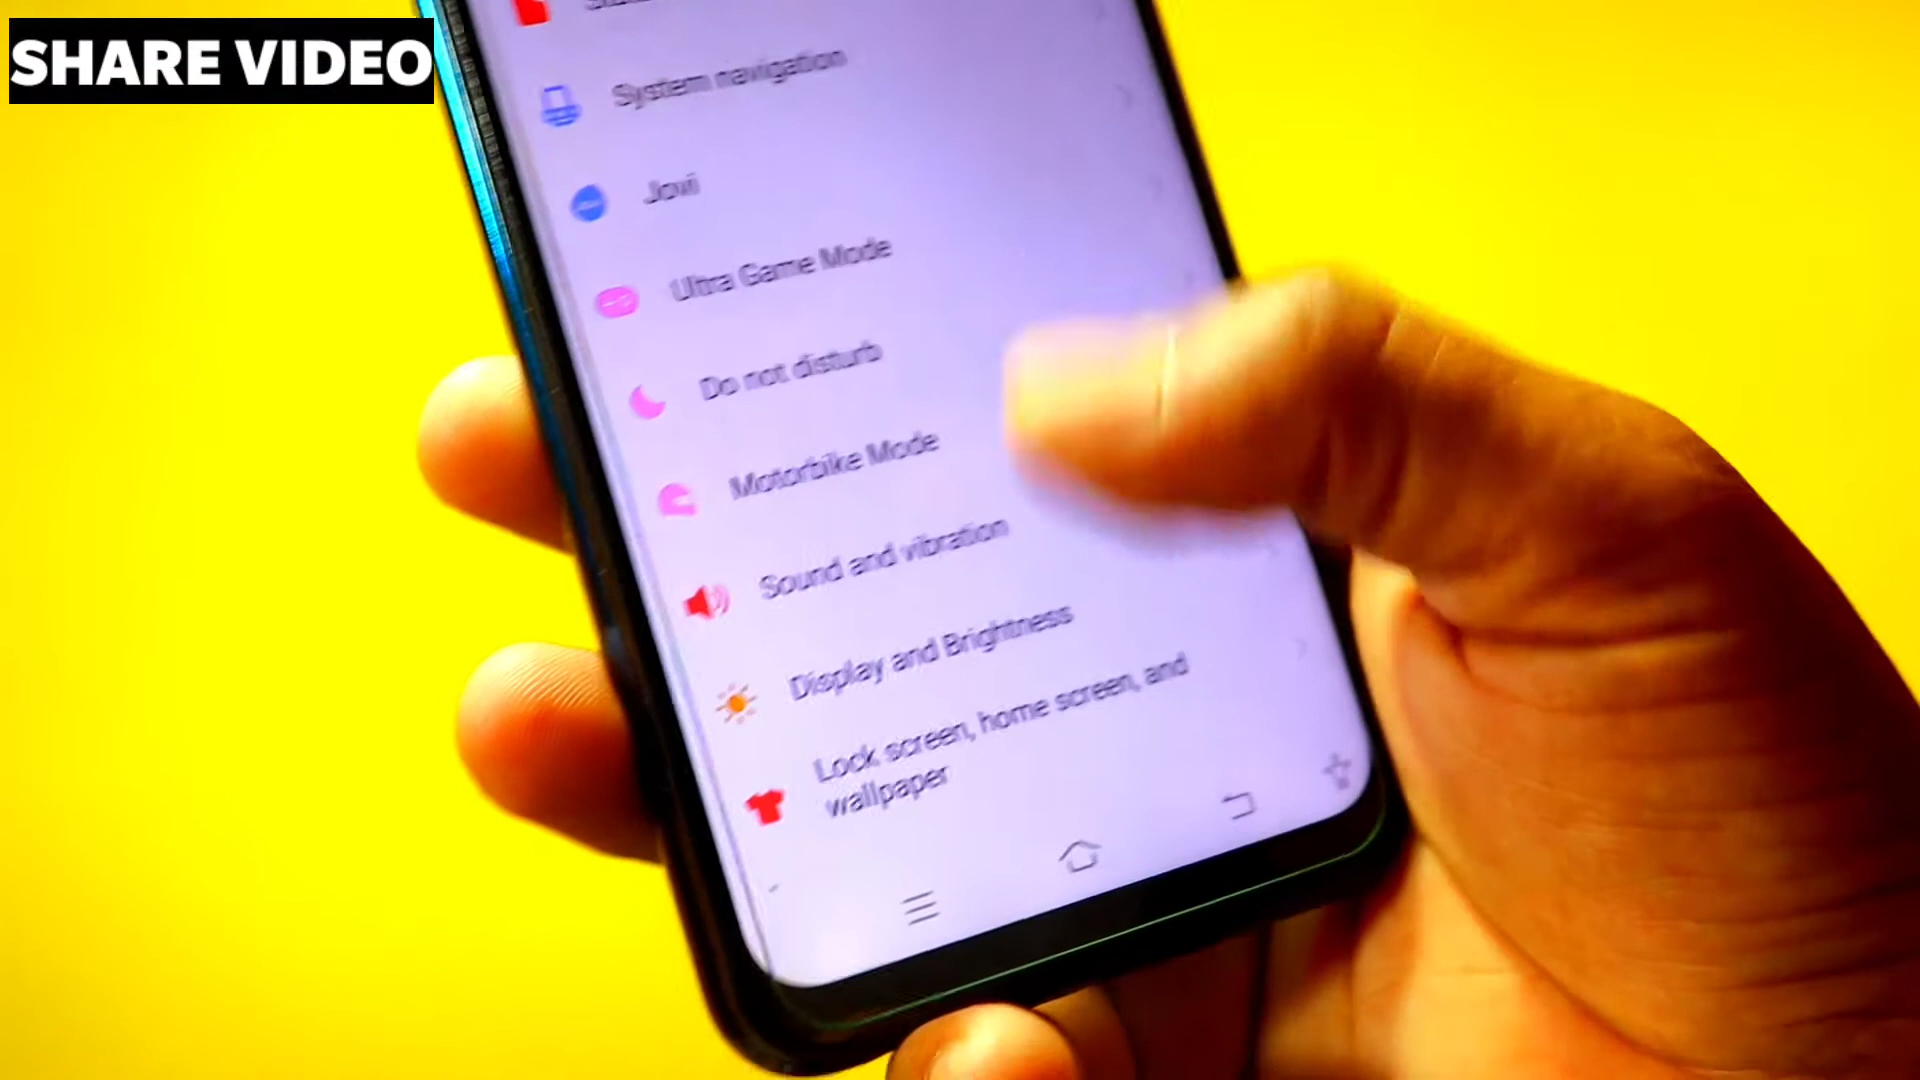 SHARE VIDEO
System navigation
Jovi
Ultra Game Mode
Do not disturb
Motorbike Mode
Sound and vibration
Display and Brightness
Lock screen, home screen, and
wallpaper